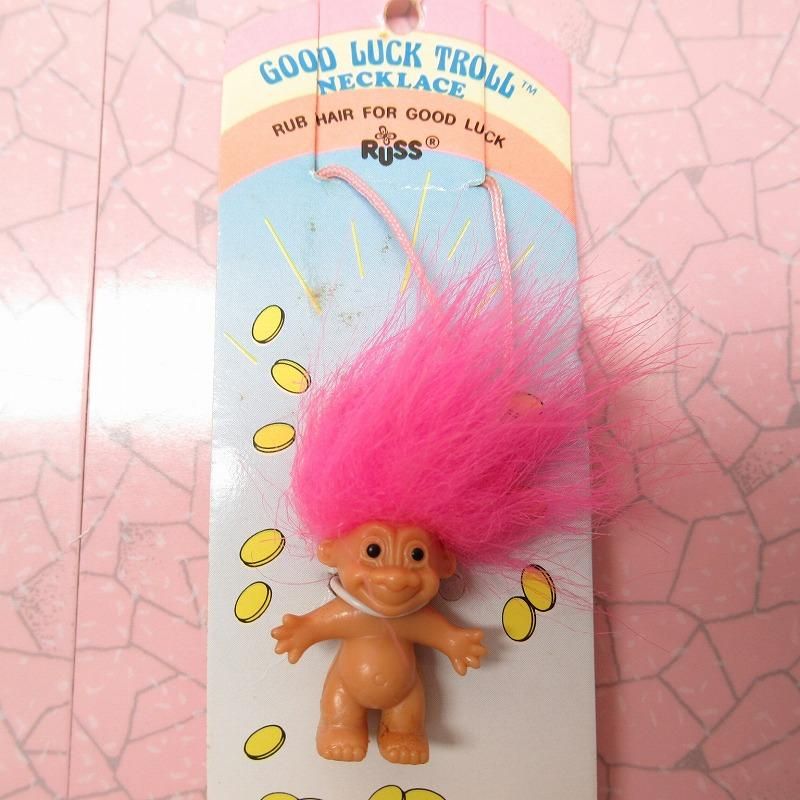 GOOD LUCK TROLL™
NECKLACE
RUB HAIR FOR GOOD LUCK
RUSS®